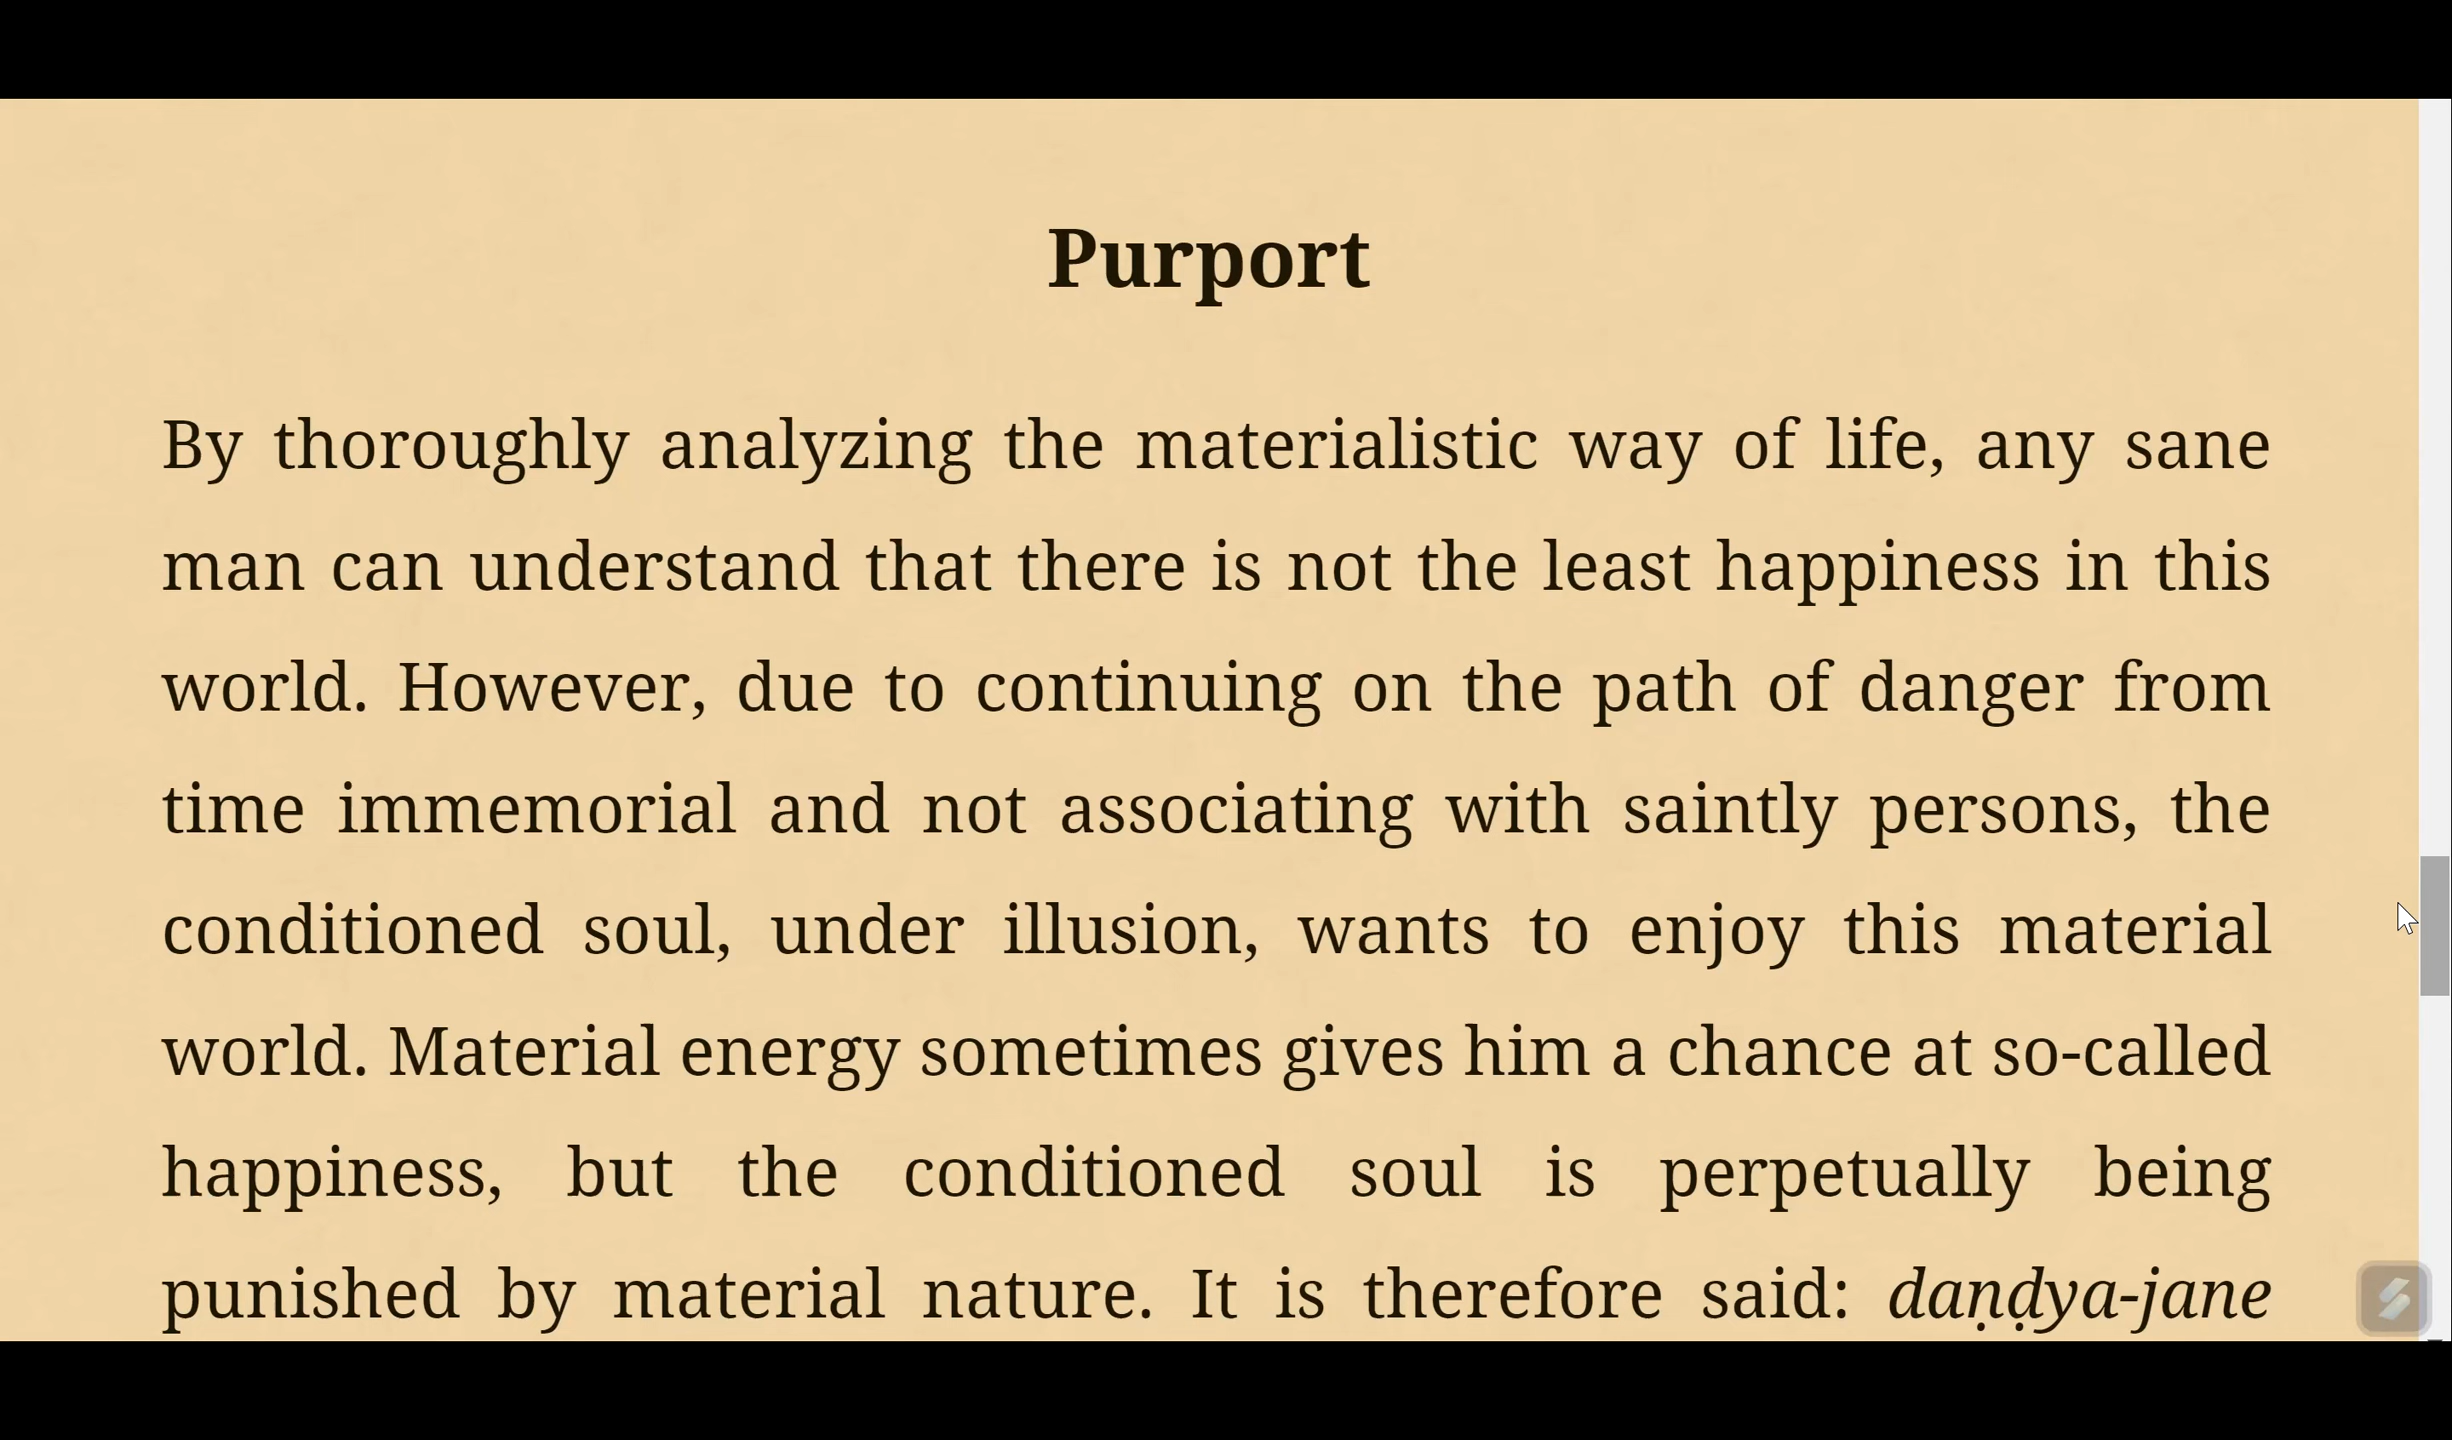 Purport
By thoroughly analyzing the materialistic way of life, any sane
man can understand that there is not the least happiness in this
world. However, due to continuing on the path of danger from
time immemorial and not associating with saintly persons, the
conditioned soul, under illusion, wants to enjoy this material
world. Material energy sometimes gives him a chance at so-called
happiness, but the conditioned soul is perpetually being
punished by material nature. It is therefore said: daṇḍya-jane